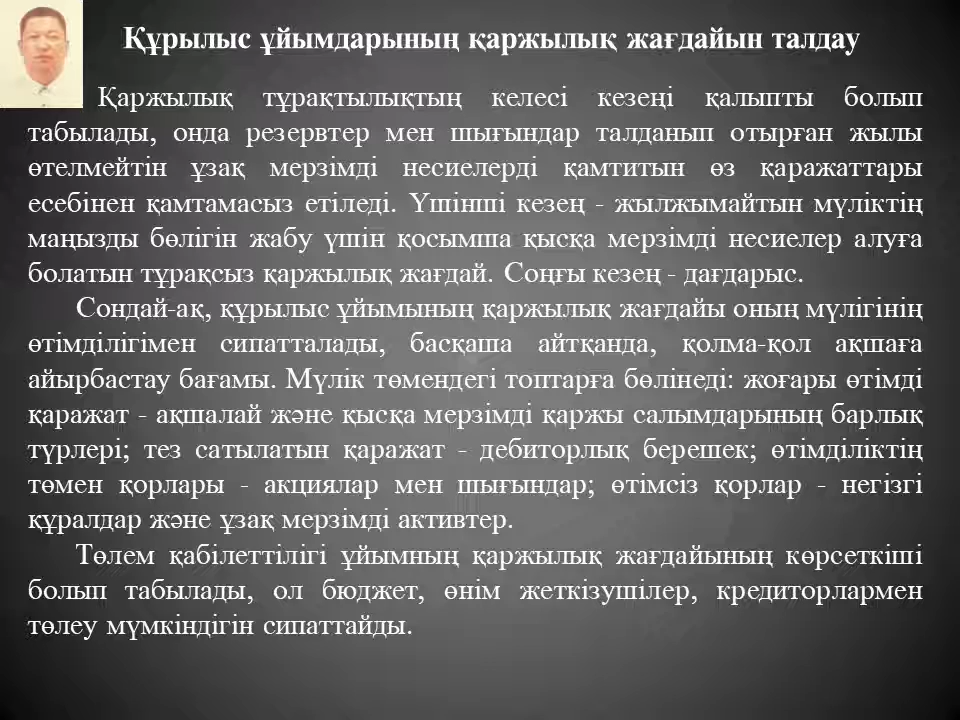 Құрылыс ұйымдарының қаржылық жағдайын талдау
Қаржылық тұрақтылықтың келесі кезеңі қалыпты болып
табылады, онда резервтер мен шығындар талданып отырған жылы
өтелмейтін ұзақ мерзімді несиелерді қамтитын өз қаражаттары
есебінен қамтамасыз етіледі. Үшінші кезең - жылжымайтын мүліктің
маңызды бөлігін жабу үшін қосымша қысқа мерзімді несиелер алуға
болатын тұрақсыз қаржылық жағдай. Соңғы кезең - дағдарыс.
Сондай-ақ, құрылыс ұйымының қаржылық жағдайы оның мүлігінің
өтімділігімен сипатталады, басқаша айтқанда, қолма-қол ақшаға
айырбастау бағамы. Мүлік төмендегі топтарға бөлінеді: жоғары өтімді
қаражат - ақшалай және қысқа мерзімді қаржы салымдарының барлық
түрлері; тез сатылатын қаражат - дебиторлық берешек; өтімділіктің
төмен қорлары - акциялар мен шығындар; өтімсіз қорлар - негізгі
құралдар және ұзақ мерзімді активтер.
Төлем қабілеттілігі ұйымның қаржылық жағдайының көрсеткіші
болып табылады, ол бюджет, өнім жеткізушілер, кредиторлармен
төлеу мүмкіндігін сипаттайды.